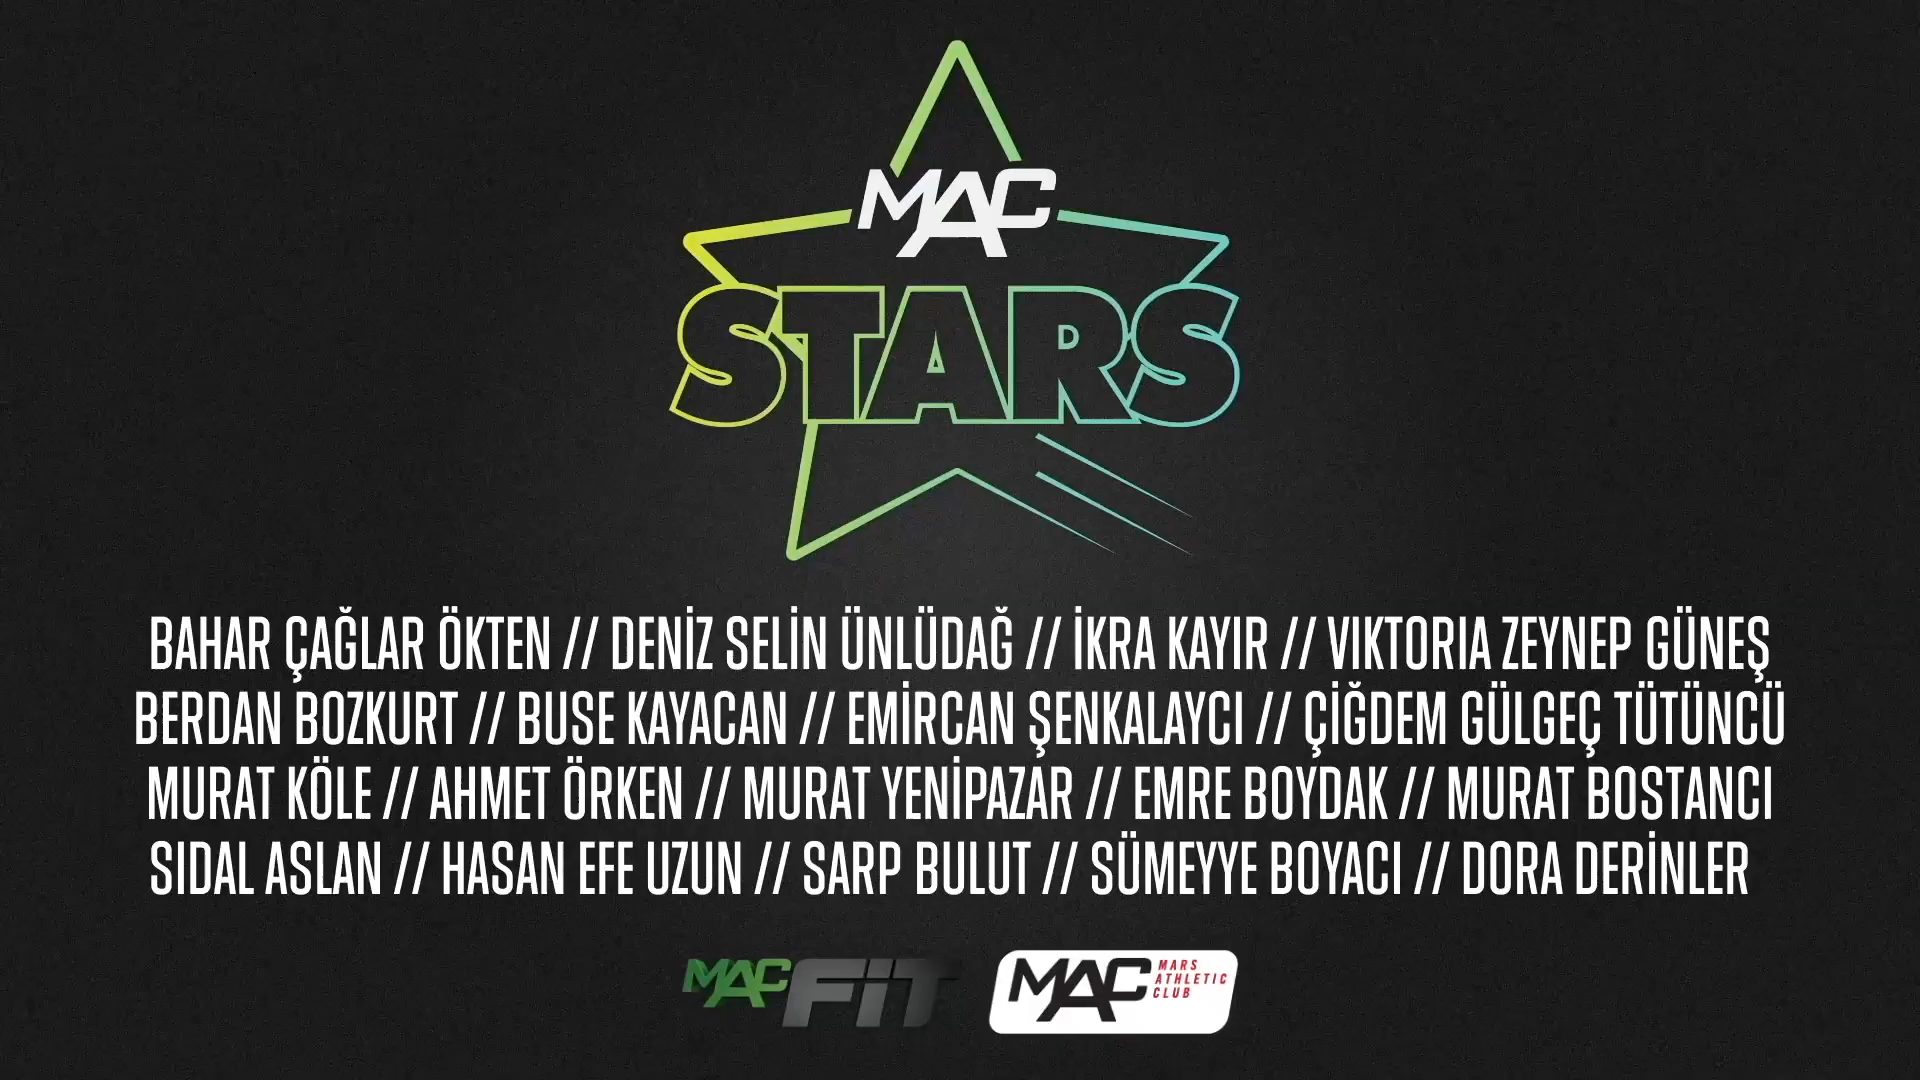 MAC
STARS
BAHAR ÇAĞLAR ÖKTEN // DENİZ SELİN ÜNLÜDAĞ // İKRA KAYIR // VIKTORIA ZEYNEP GÜNEŞ
BERDAN BOZKURT // BUSE KAYACAN // EMİRCAN ŞENKALAYCI // ÇİĞDEM GÜLGEÇ TÜTÜNCÜ
MURAT KÖLE // AHMET ÖRKEN // MURAT YENİPAZAR // EMRE BOYDAK // MURAT BOSTANCI
SIDAL ASLAN // HASAN EFE UZUN // SARP BULUT // SÜMEYYE BOYACI // DORA DERİNLER
MAC FiT
MAC
MARS
ATHLETIC
CLUB